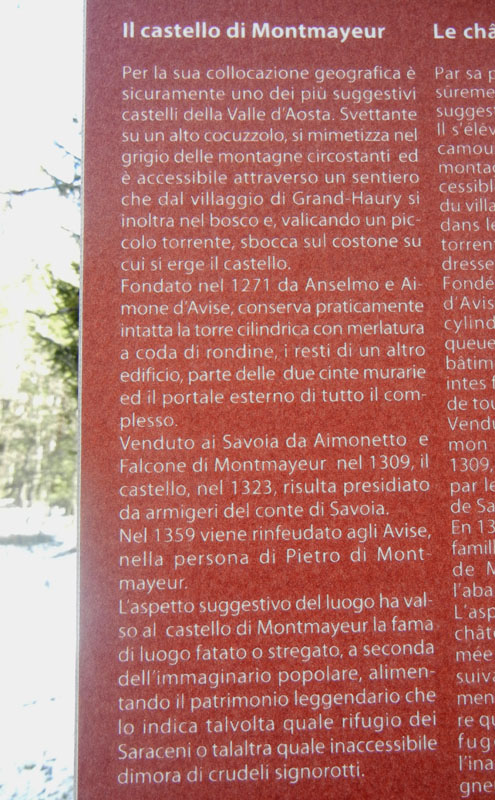 Il castello di Montmayeur
Per la sua collocazione geografica è
sicuramente uno dei più suggestivi
castelli della Valle d'Aosta. Svettante
su un alto cocuzzolo, si mimetizza nel
grigio delle montagne circostanti ed
è accessibile attraverso un sentiero
che dal villaggio di Grand-Haury si
inoltra nel bosco e, valicando un pic-
colo torrente, sbocca sul costone su
cui si erge il castello.
Fondato nel 1271 da Anselmo e Ai-
mone d'Avise, conserva praticamente
intatta la torre cilindrica con merlatura
a coda di rondine, i resti di un altro
edificio, parte delle due cinte murarie
ed il portale esterno di tutto il com-
plesso.
Venduto ai Savoia da Aimonetto e
Falcone di Montmayeur nel 1309, il
castello, nel 1323, risulta presidiato
da armigeri del conte di Savoia.
Nel 1359 viene rinfeudato agli Avise,
nella persona di Pietro di Mont-
mayeur.
L'aspetto suggestivo del luogo ha val-
so al castello di Montmayeur la fama
di luogo fatato o stregato, a seconda
dell'immaginario popolare, alimen-
tando il patrimonio leggendario che
lo indica talvolta quale rifugio dei
Saraceni o talaltra quale inaccessibile
dimora di crudeli signorotti.
Le châ
Par sa p
sûreme
suggest
Il s'élèv
camou
montag
cessibl
du villa
dans le
torrent
dresse
Fondé
d'Avis
cylind
queue
bâtim
intes
de tou
Vendu
mon
1309,
par le
de Sa
En 13
famill
de M
l'aba
L'asp
chât
mée
suiva
men
re qu
fug
l'ina
gne